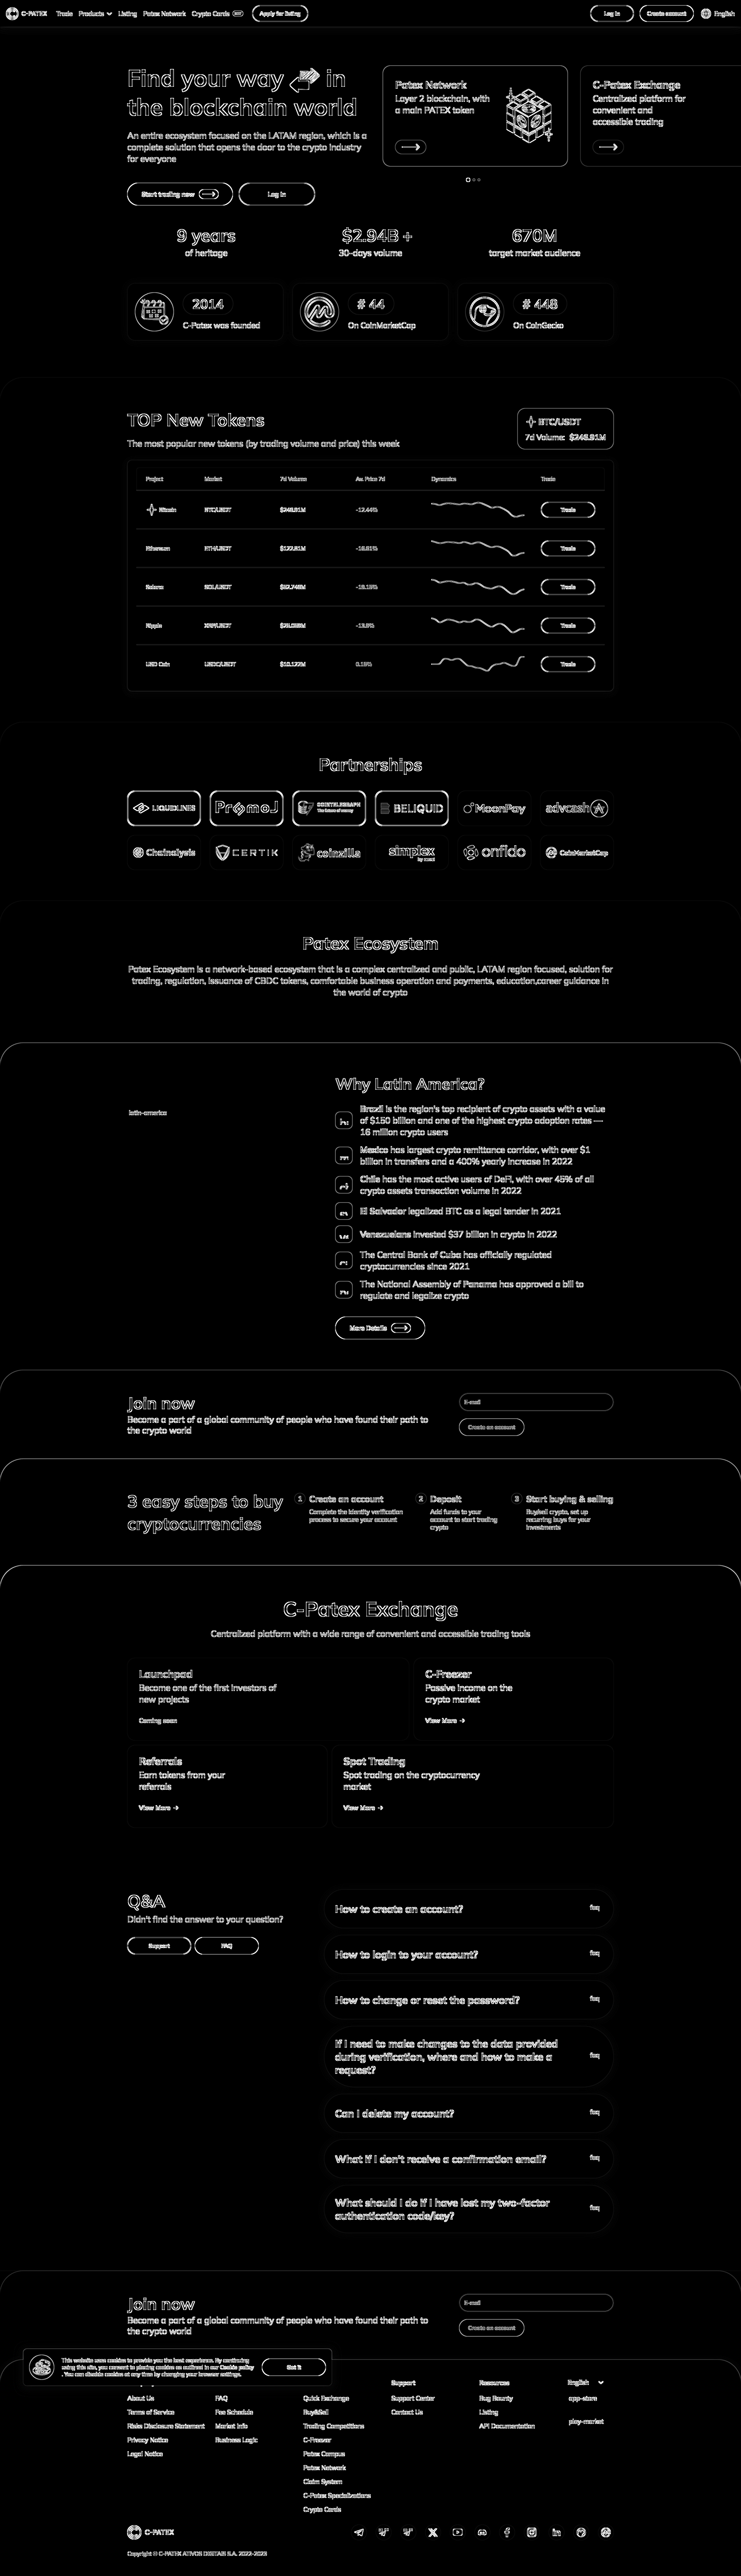 C-PATEX Trade Products Listing Patex Network Crypto Cards Apply for listing Log in Create account English
Find your way in
the blockchain world
An entire ecosystem focused on the LATAM region, which is a
complete solution that opens the door to the crypto industry
for everyone
Start trading now Log in
Patex Network
Layer 2 blockchain, with
a main PATEX token
C-Patex Exchange
Centralized platform for
convenient and
accessible trading
9 years
of heritage
$2.94B +
30-days volume
670M
target market audience
2014
C-Patex was founded
# 44
On CoinMarketCap
# 448
On CoinGecko
TOP New Tokens
The most popular new tokens (by trading volume and price) this week
BTC/USDT
7d Volume: $248.91M
Project Market 7d Volume Av. Price 7d Dynamics Trade
Bitcoin BTC/USDT $248.91M -12.44% Trade
Ethereum ETH/USDT $122.81M -18.81% Trade
Solana SOL/USDT Trade
Ripple XRP/USDT Trade
USD Coin USDC/USDT Trade
Partnerships
LIQUIDLINES PromoJ COINTELEGRAPH The future of money BELIQUID MoonPay advcash
Chainalysis CERTIK coinzilla simplex onfido CoinMarketCap
Patex Ecosystem
Patex Ecosystem is a network-based ecosystem that is a complex centralized and public, LATAM region focused, solution for
trading, regulation, issuance of CBDC tokens, comfortable business operation and payments, education,career guidance in
the world of crypto
latin-america
Why Latin America?
Brazil is the region's top recipient of crypto assets with a value
of $150 billion and one of the highest crypto adoption rates —
16 million crypto users
Mexico has largest crypto remittance corridor, with over $1
billion in transfers and a 400% yearly increase in 2022
Chile has the most active users of DeFi, with over 45% of all
crypto assets transaction volume in 2022
El Salvador legalized BTC as a legal tender in 2021
Venezuelans invested $37 billion in crypto in 2022
The Central Bank of Cuba has officially regulated
cryptocurrencies since 2021
The National Assembly of Panama has approved a bill to
regulate and legalize crypto
More Details
Join now
Become a part of a global community of people who have found their path to
the crypto world
E-mail
Create an account
3 easy steps to buy
cryptocurrencies
1 Create an account
Complete the identity verification
process to secure your account
2 Deposit
Add funds to your
account to start trading
crypto
3 Start buying & selling
Buy/sell crypto, set up
recurring buys for your
investments
C-Patex Exchange
Centralized platform with a wide range of convenient and accessible trading tools
Launchpad
Become one of the first investors of
new projects
Coming soon
C-Freezer
Passive income on the
crypto market
View More →
Referrals
Earn tokens from your
referrals
View More →
Spot Trading
Spot trading on the cryptocurrency
market
View More →
Q&A
Didn't find the answer to your question?
Support FAQ
How to create an account? faq
How to login to your account? faq
How to change or reset the password? faq
If I need to make changes to the data provided
during verification, where and how to make a
request? faq
Can I delete my account? faq
What if I don't receive a confirmation email? faq
What should I do if I have lost my two-factor
authentication code/key? faq
Join now
Become a part of a global community of people who have found their path to
the crypto world
E-mail
Create an account
This website uses cookies to provide you the best experience. By continuing
using this site, you consent to placing cookies as outlined in our Cookie policy
. You can disable cookies at any time by changing your browser settings.
Got it
About Us
Terms of Service
Risks Disclosure Statement
Privacy Notice
Legal Notice
FAQ
Fee Schedule
Market Info
Business Logic
Quick Exchange
Buy&Sell
Trading Competitions
C-Freezer
Patex Campus
Patex Network
Claim System
C-Patex Specializations
Crypto Cards
Support
Support Center
Contact Us
Resources
Bug Bounty
Listing
API Documentation
English
app-store
play-market
C-PATEX
Copyright © C-PATEX ATIVOS DIGITAIS S.A. 2022-2023